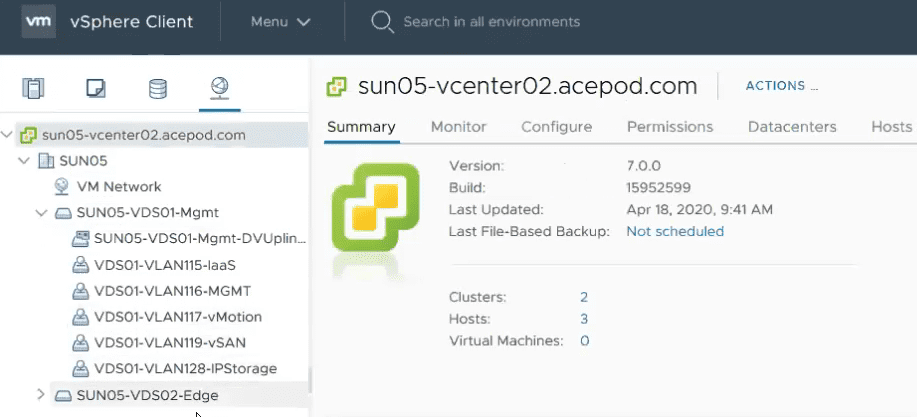 vm vSphere Client Menu Search in all environments
sun05-vcenter02.acepod.com ACTIONS ...
Summary Monitor Configure Permissions Datacenters Hosts
sun05-vcenter02.acepod.com
SUN05
VM Network
SUN05-VDS01-Mgmt
SUN05-VDS01-Mgmt-DVUplin...
VDS01-VLAN115-IaaS
VDS01-VLAN116-MGMT
VDS01-VLAN117-vMotion
VDS01-VLAN119-vSAN
VDS01-VLAN128-IPStorage
SUN05-VDS02-Edge
Version: 7.0.0
Build: 15952599
Last Updated: Apr 18, 2020, 9:41 AM
Last File-Based Backup: Not scheduled
Clusters: 2
Hosts: 3
Virtual Machines: 0